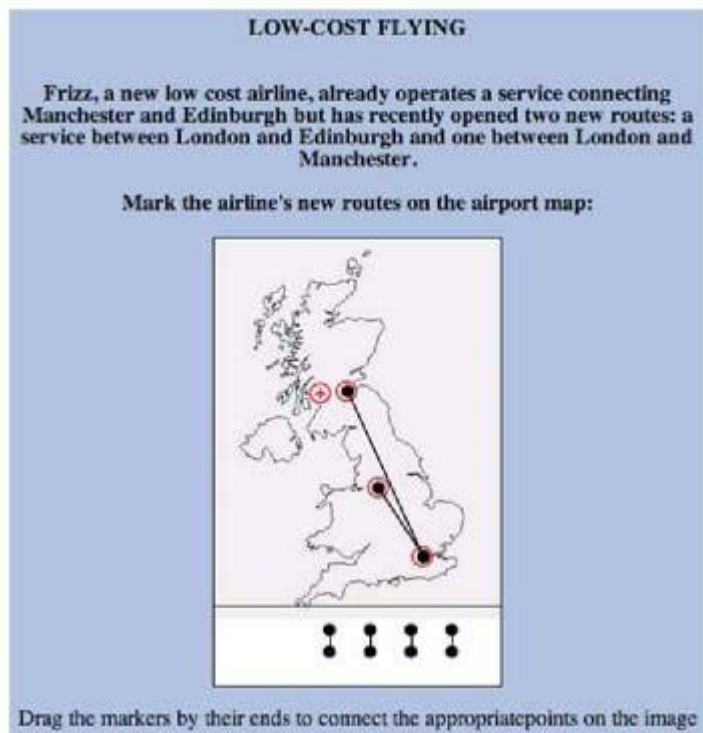 LOW-COST FLYING
Frizz, a new low cost airline, already operates a service connecting
Manchester and Edinburgh but has recently opened two new routes: a
service between London and Edinburgh and one between London and
Manchester.
Mark the airline's new routes on the airport map:
Drag the markers by their ends to connect the appropriatepoints on the image